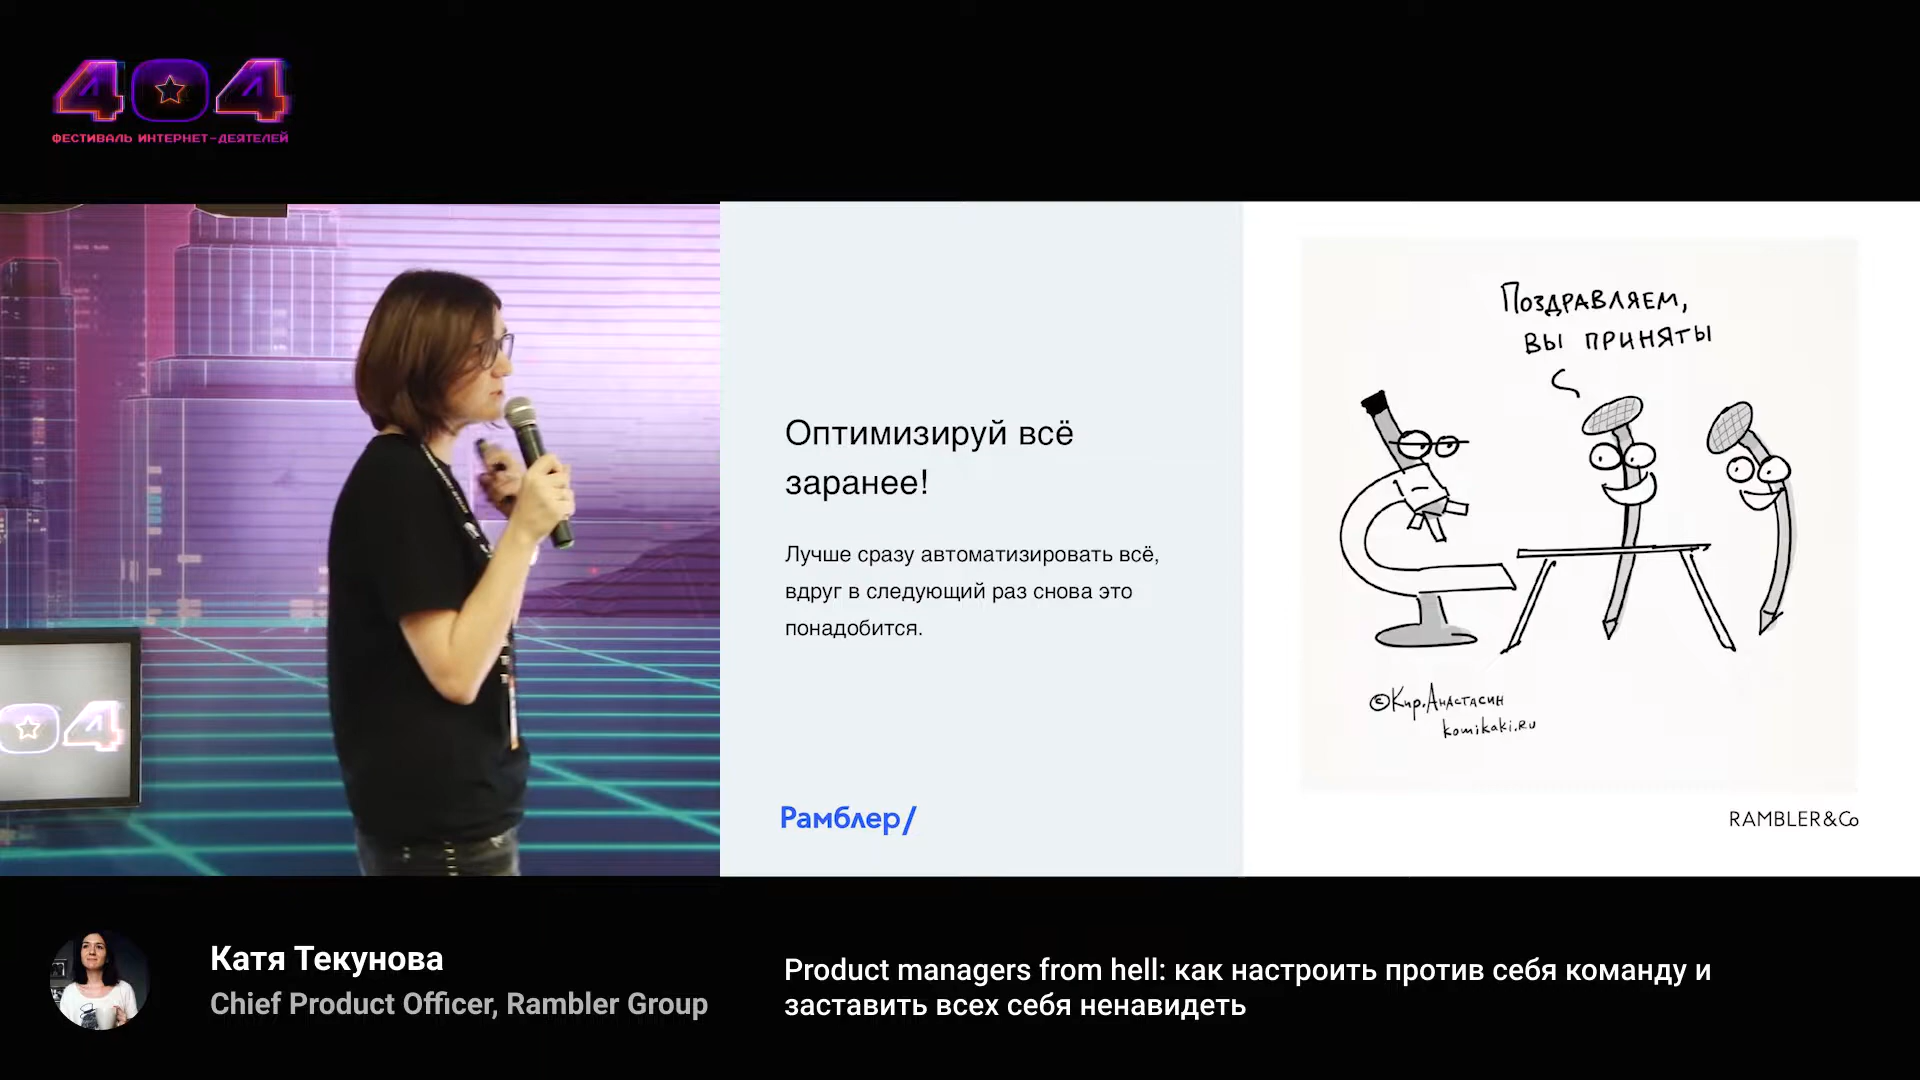 404
ФЕСТИВАЛЬ ИНТЕРНЕТ-ДЕЯТЕЛЕЙ
Оптимизируй всё
заранее!
Лучше сразу автоматизировать всё,
вдруг в следующий раз снова это
понадобится.
Рамблер/
Поздравляем,
вы приняты
©Кир.Анастасин
komikaki.ru
RAMBLER&Co
04
Катя Текунова
Chief Product Officer, Rambler Group
Product managers from hell: как настроить против себя команду и
заставить всех себя ненавидеть